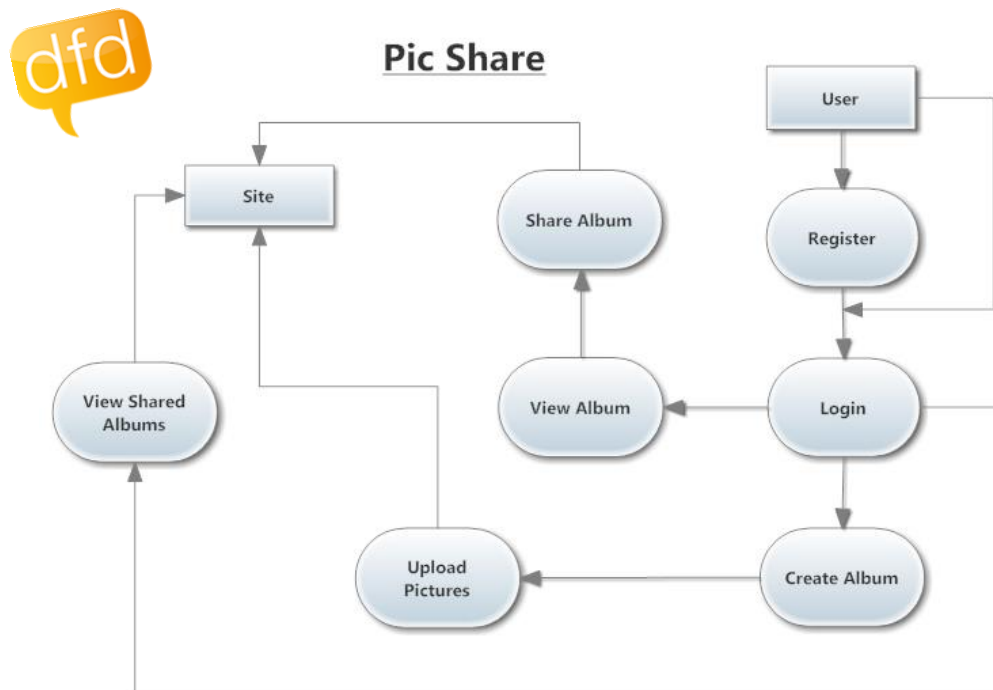 dfd
Pic Share
User
Site
Share Album
Register
View Shared
Albums
View Album
Login
Upload
Pictures
Create Album